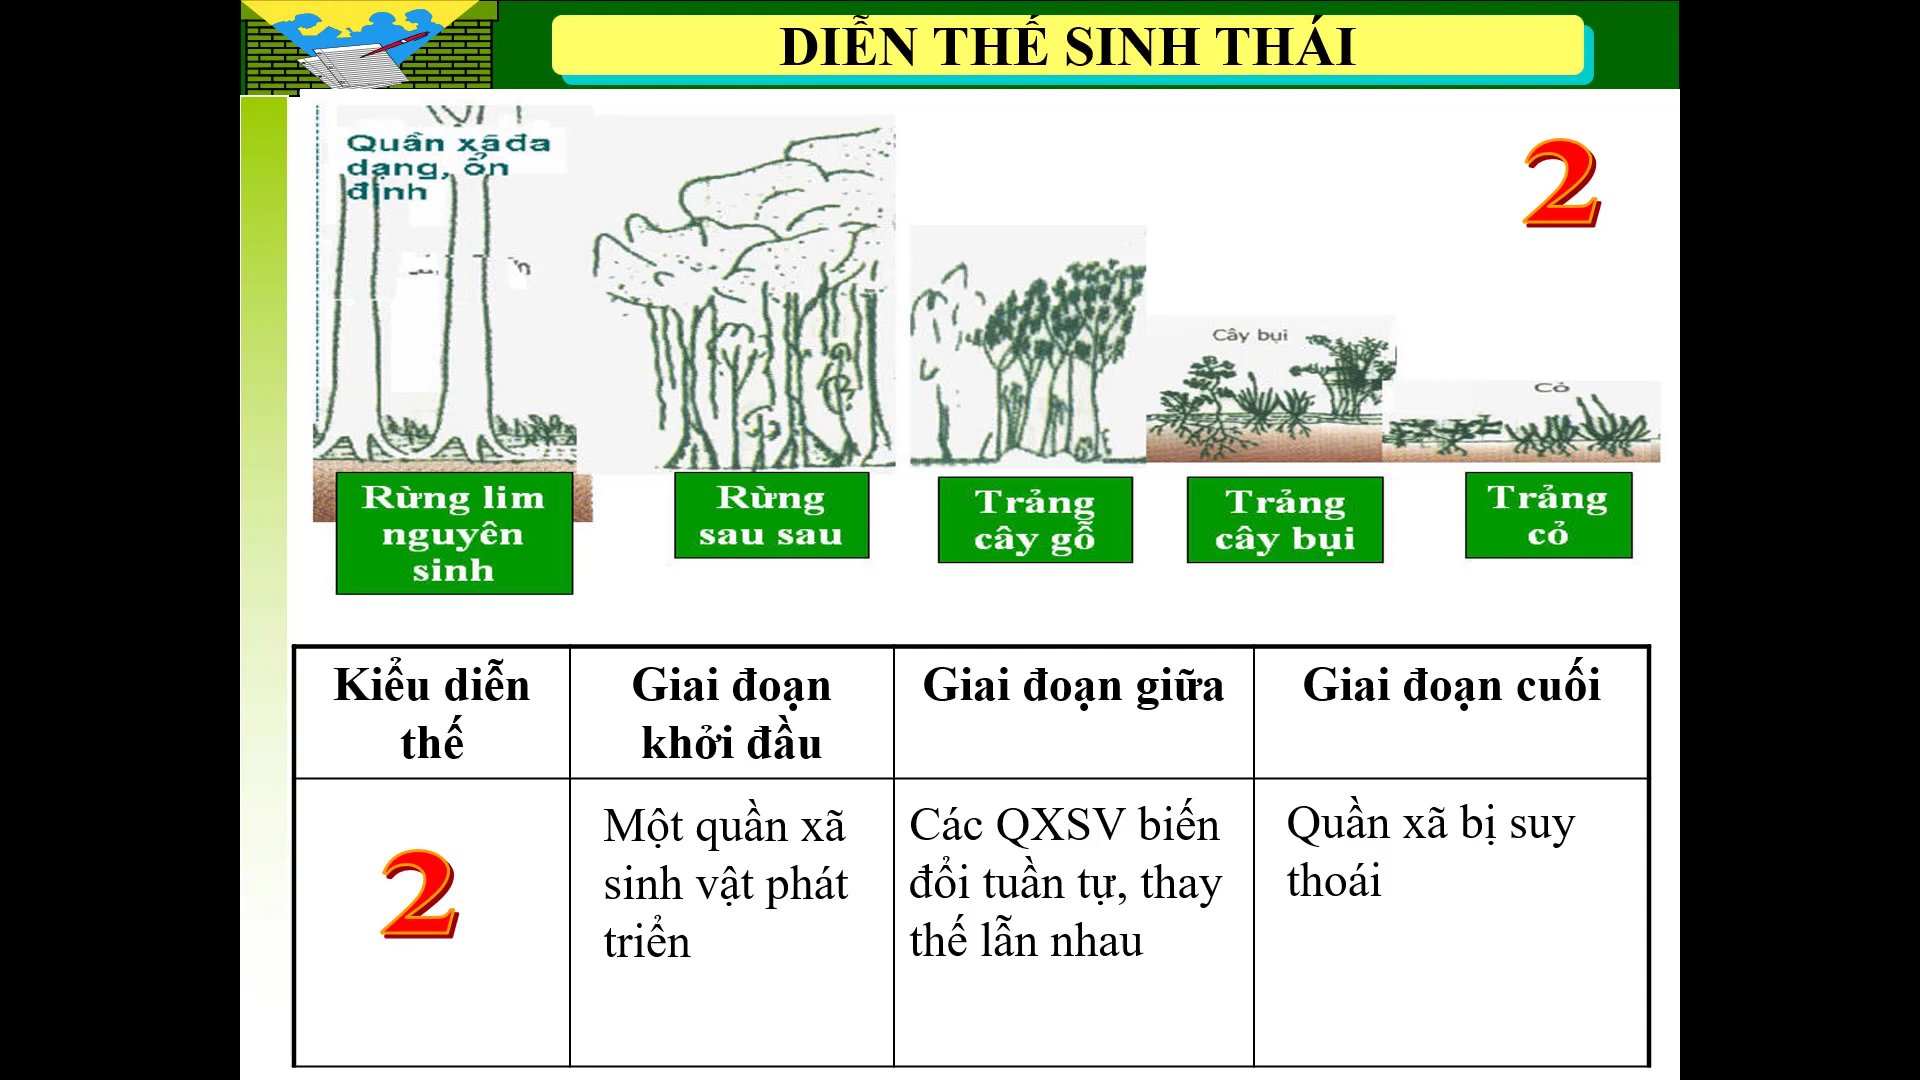 DIỄN THẾ SINH THÁI
Quần xã đa
dạng, ổn
định
2
Cây bụi
Cỏ
Rừng lim
nguyên
sinh
Rừng
sau sau
Trảng
cây gỗ
Trảng
cây bụi
Trảng
cỏ
Kiểu diễn
thế
Giai đoạn
khởi đầu
Giai đoạn giữa
Giai đoạn cuối
2
Một quần xã
sinh vật phát
triển
Các QXSV biến
đổi tuần tự, thay
thế lẫn nhau
Quần xã bị suy
thoái